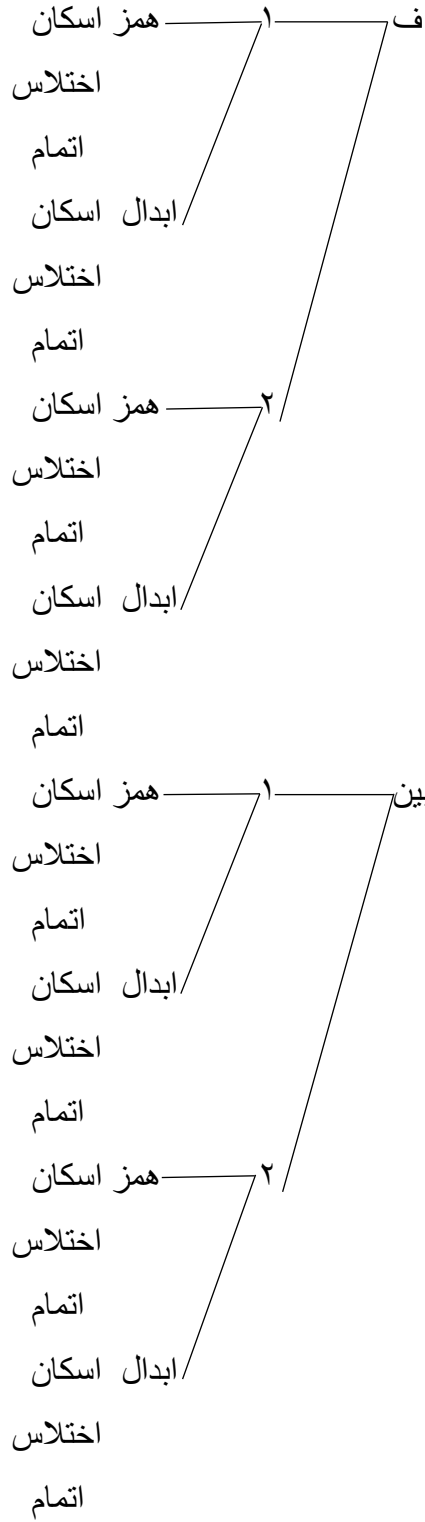 ف ١ همز اسكان
اختلاس
اتمام
ابدال اسكان
اختلاس
اتمام
٢ همز اسكان
اختلاس
اتمام
ابدال اسكان
اختلاس
اتمام
بين ١ همز اسكان
اختلاس
اتمام
ابدال اسكان
اختلاس
اتمام
٢ همز اسكان
اختلاس
اتمام
ابدال اسكان
اختلاس
اتمام